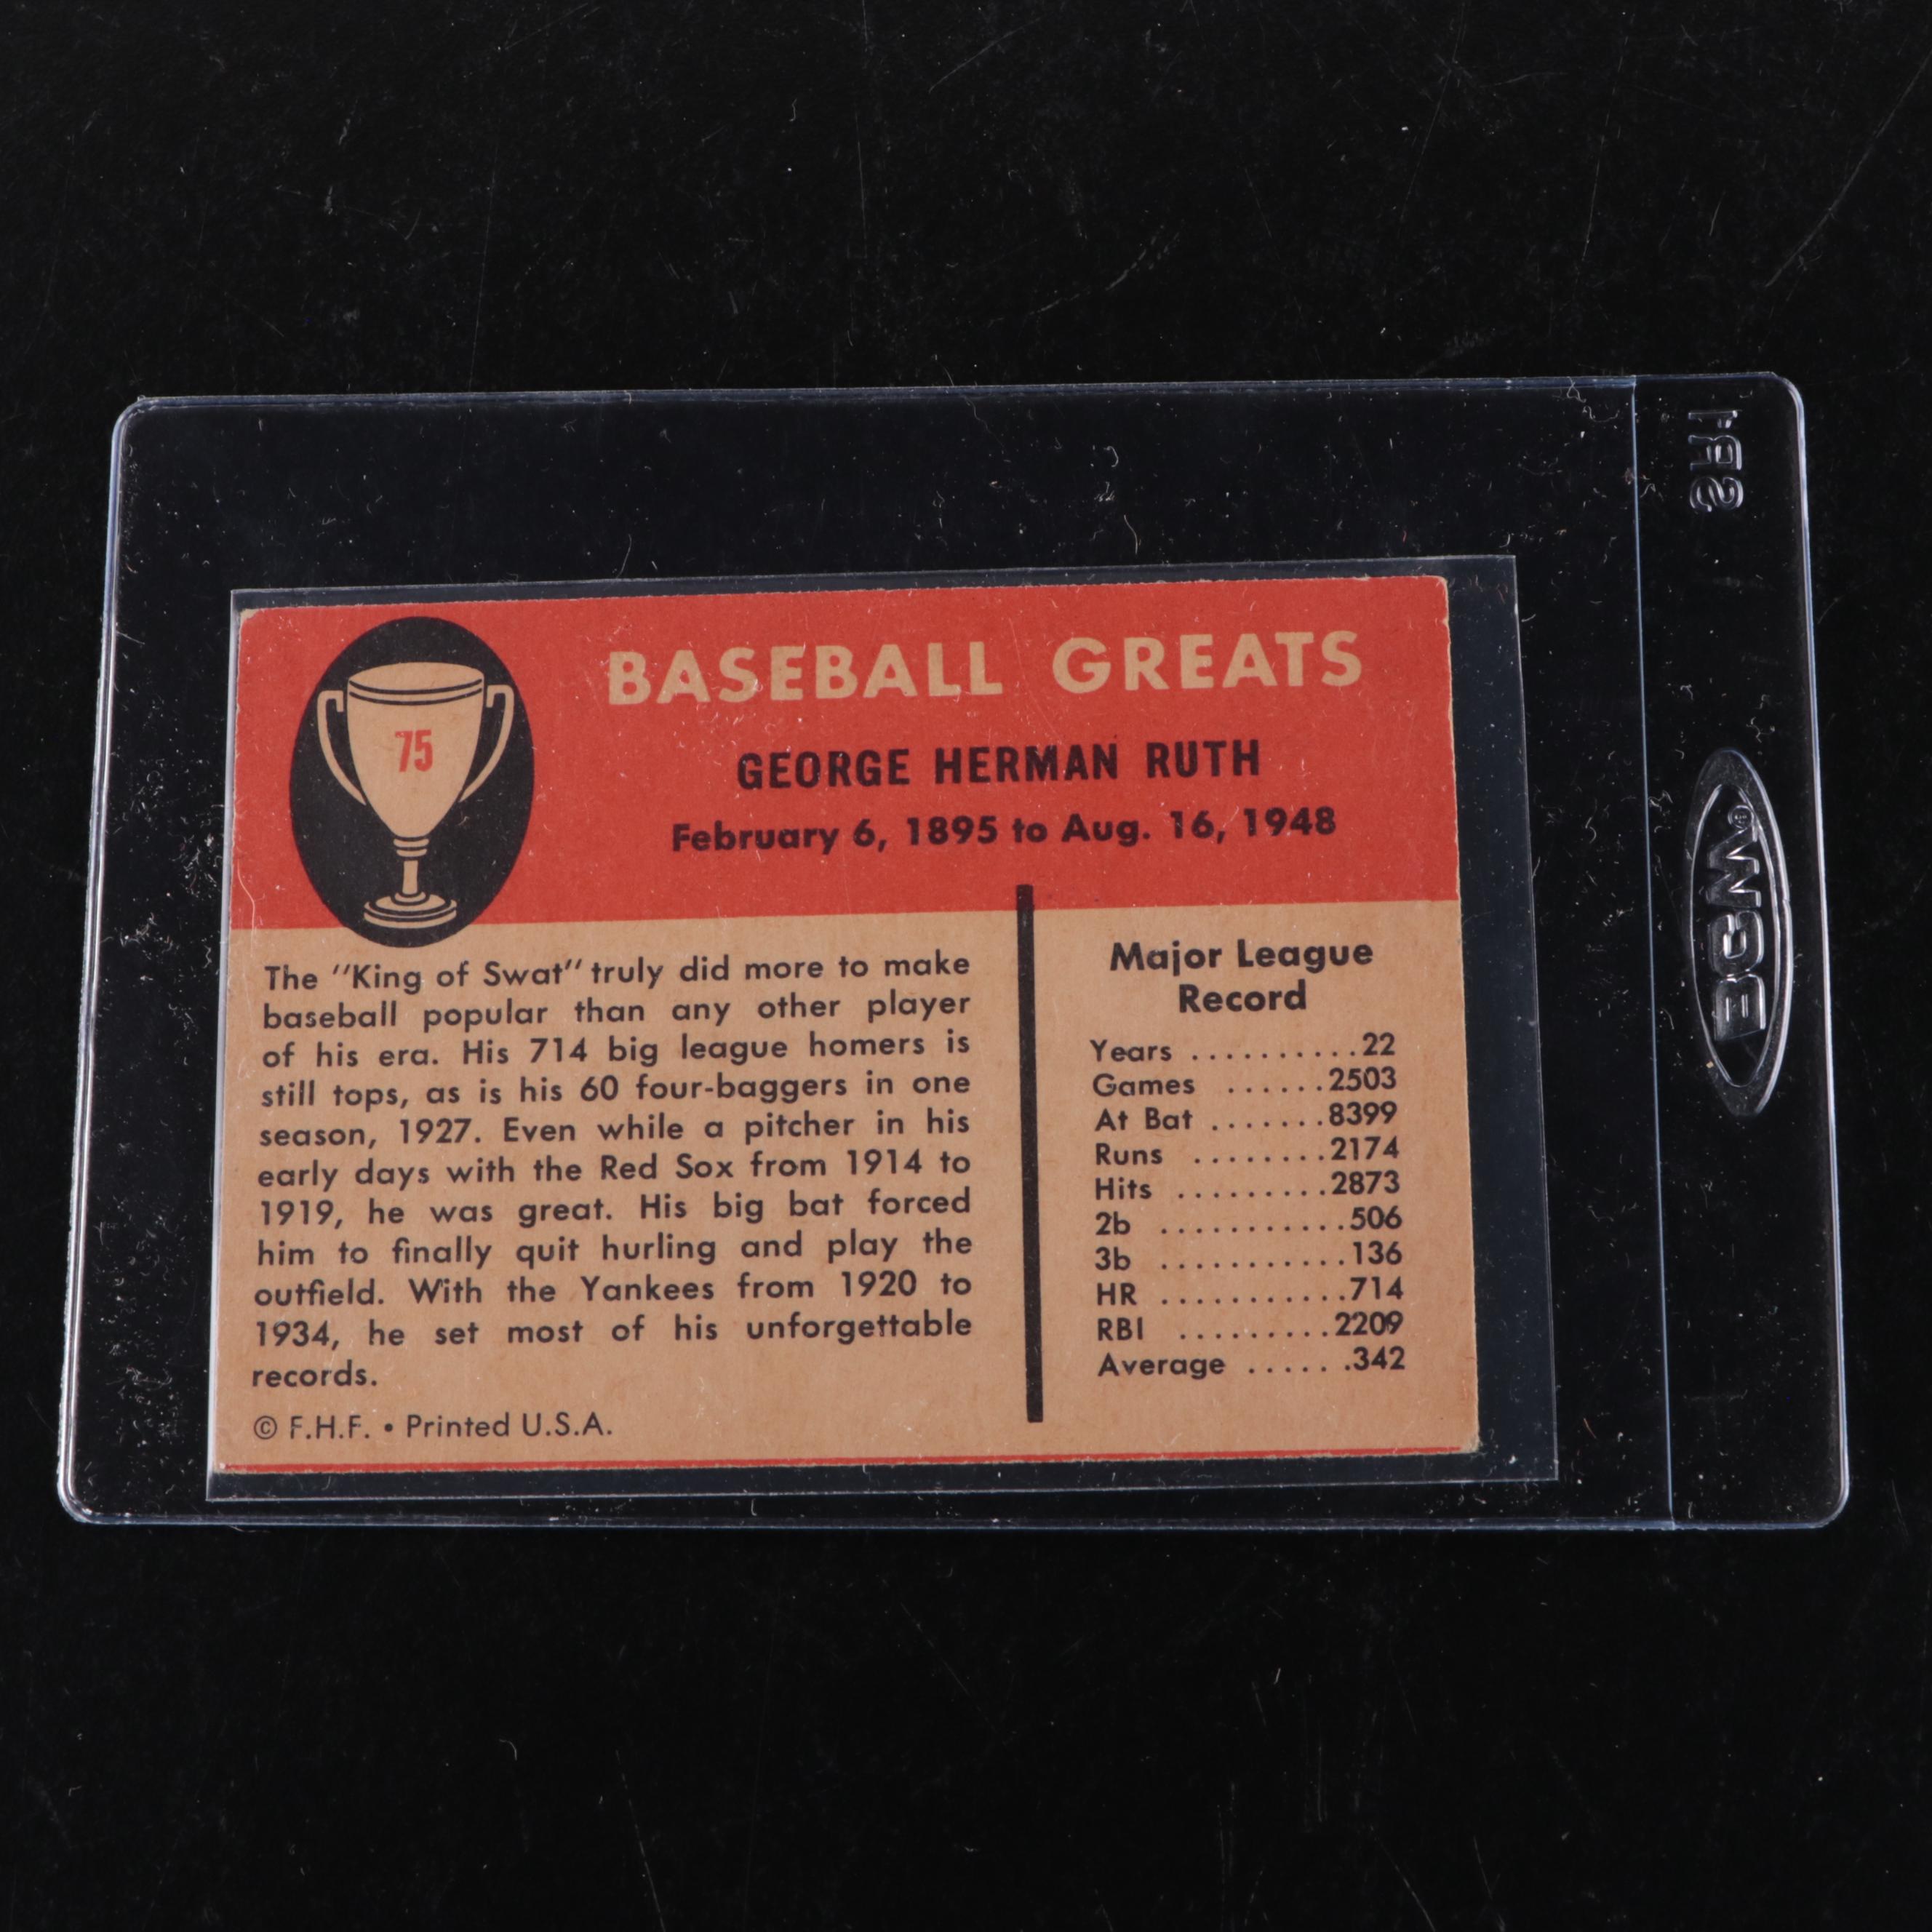 75
BASEBALL GREATS
GEORGE HERMAN RUTH
February 6, 1895 to Aug. 16, 1948
The "King of Swat" truly did more to make
baseball popular than any other player
of his era. His 714 big league homers is
still tops, as is his 60 four-baggers in one
season, 1927. Even while a pitcher in his
early days with the Red Sox from 1914 to
1919, he was great. His big bat forced
him to finally quit hurling and play the
outfield. With the Yankees from 1920 to
1934, he set most of his unforgettable
records.
© F.H.F. • Printed U.S.A.
Major League
Record
Years ..........22
Games ......2503
At Bat .......8399
Runs ........2174
Hits .........2873
2b ...........506
3b ...........136
HR ...........714
RBI .........2209
Average ......342
BCW®